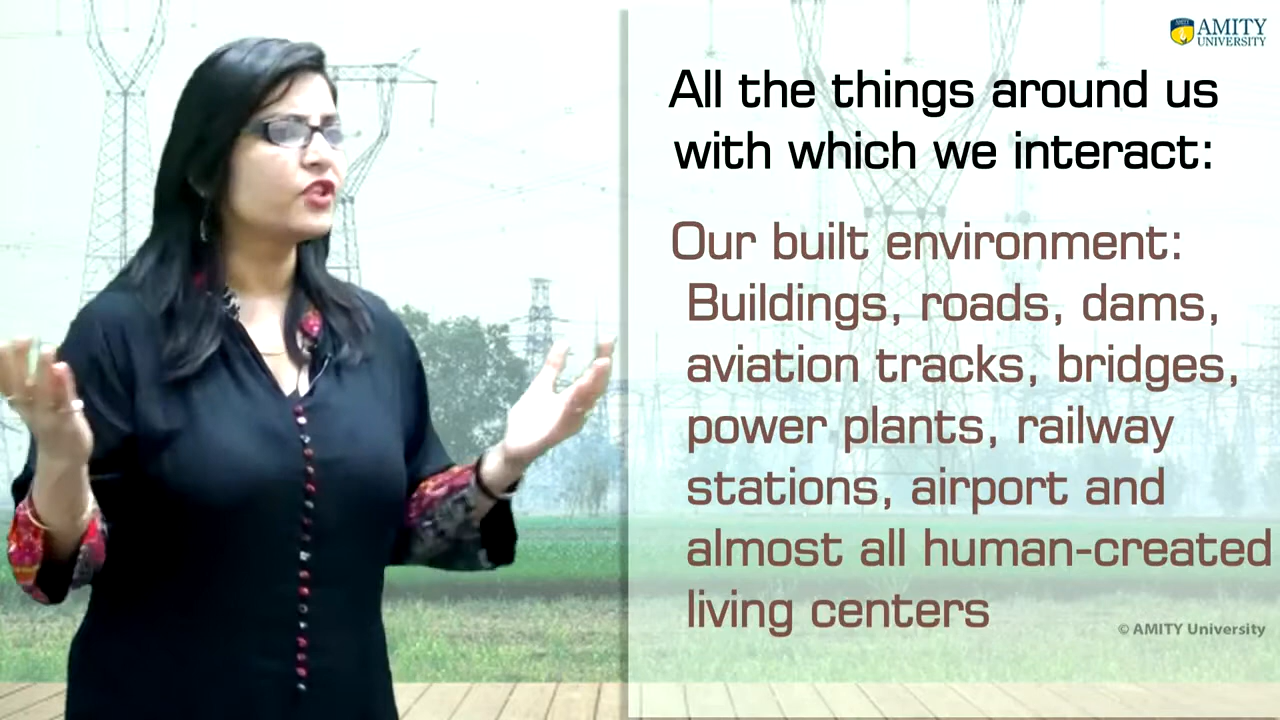 AMITY
UNIVERSITY
All the things around us
with which we interact:
Our built environment:
Buildings, roads, dams,
aviation tracks, bridges,
power plants, railway
stations, airport and
almost all human-created
living centers
© AMITY University